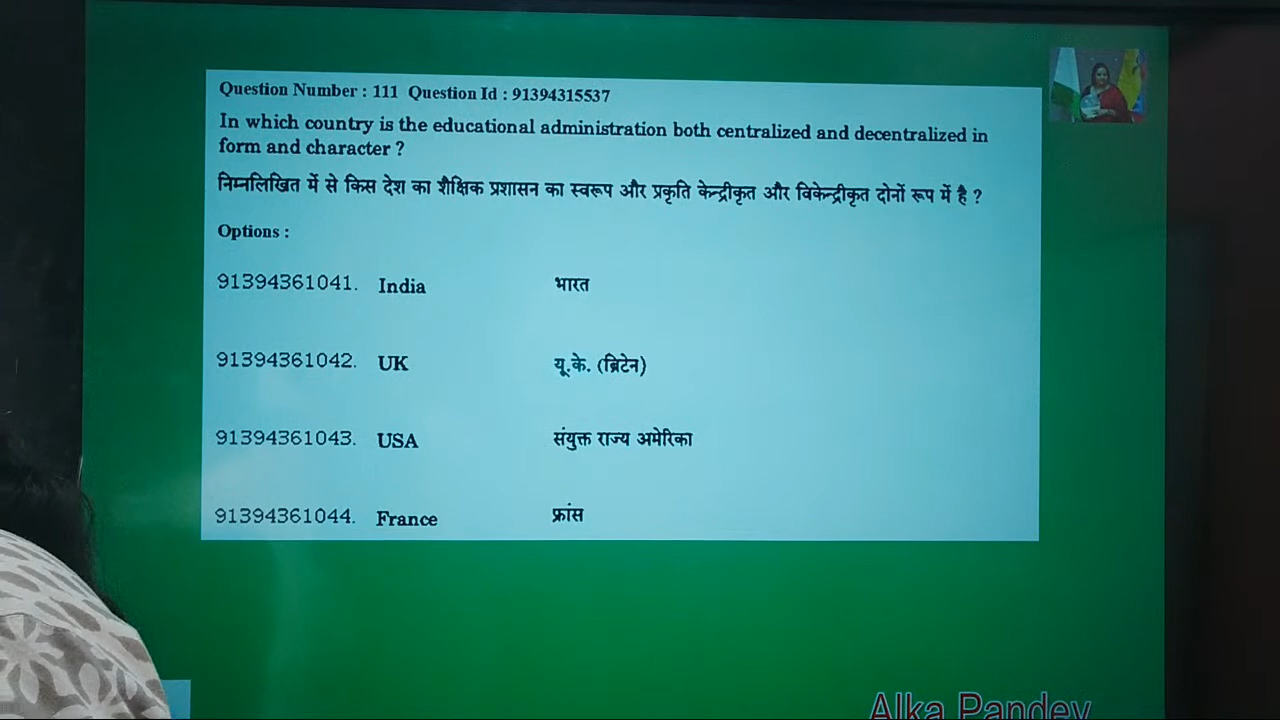 Question Number : 111 Question Id : 91394315537
In which country is the educational administration both centralized and decentralized in
form and character ?
निम्नलिखित में से किस देश का शैक्षिक प्रशासन का स्वरूप और प्रकृति केन्द्रीकृत और विकेन्द्रीकृत दोनों रूप में है ?
Options :
91394361041. India भारत
91394361042. UK यू.के. (ब्रिटेन)
91394361043. USA संयुक्त राज्य अमेरिका
91394361044. France फ्रांस
Alka Pandey